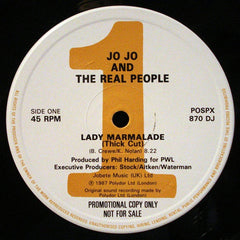 JO JO
AND
THE REAL PEOPLE
SIDE ONE
45 RPM
POSPX
870 DJ
LADY MARMALADE
(Thick Cut)
(B. Crewe/K. Nolan) 8.22
Produced by Phil Harding for PWL
Executive Producers: Stock/Aitken/Waterman
Jobete Music (UK) Ltd
℗ 1987 Polydor Ltd (London)
Original sound recording made by
Polydor Ltd (London)
PROMOTIONAL COPY ONLY
NOT FOR SALE